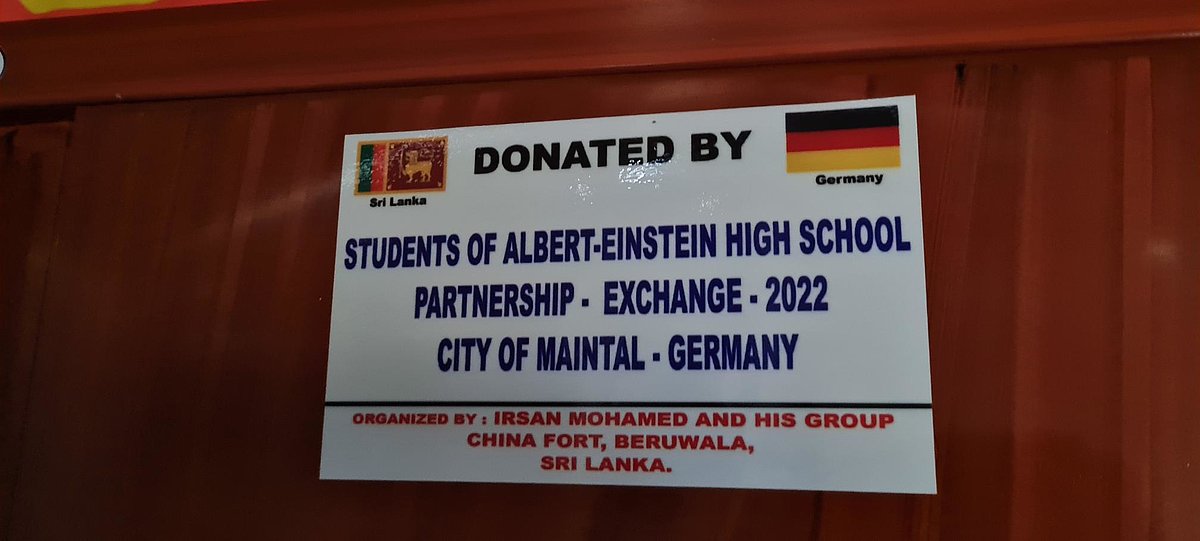 DONATED BY
Sri Lanka
Germany
STUDENTS OF ALBERT-EINSTEIN HIGH SCHOOL
PARTNERSHIP - EXCHANGE - 2022
CITY OF MAINTAL - GERMANY
ORGANIZED BY : IRSAN MOHAMED AND HIS GROUP
CHINA FORT, BERUWALA,
SRI LANKA.